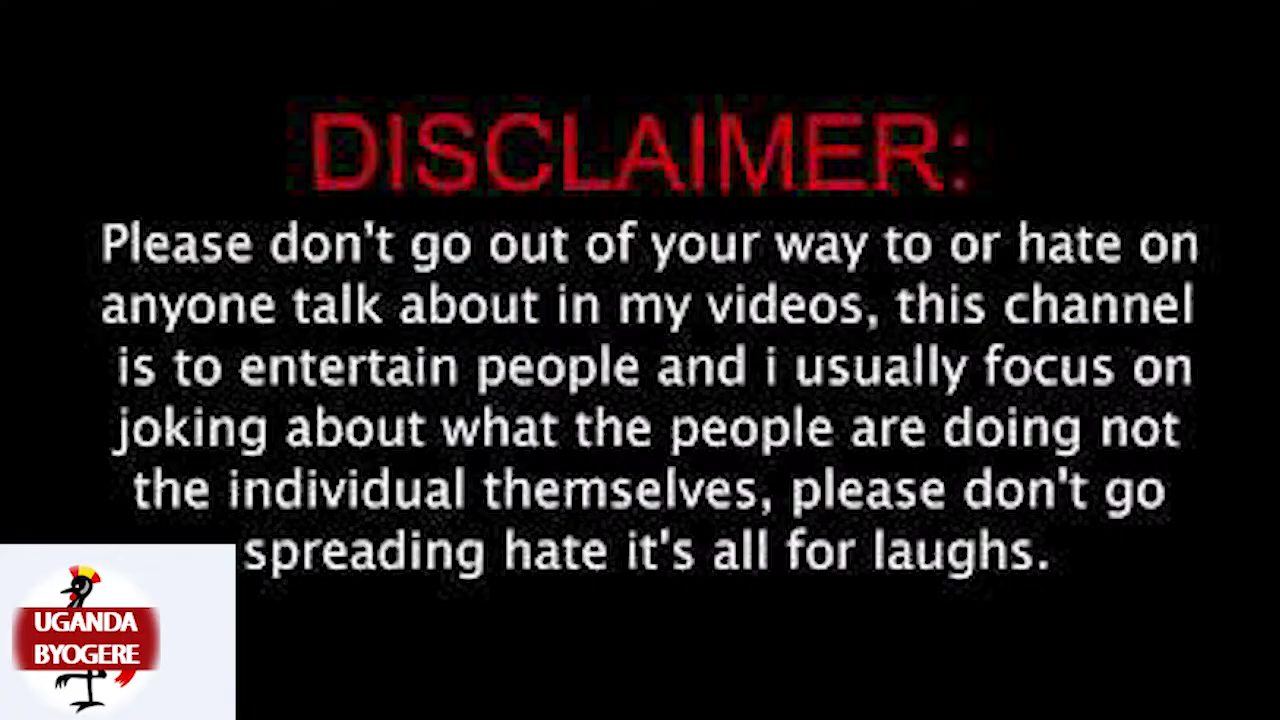 DISCLAIMER:
Please don't go out of your way to or hate on
anyone talk about in my videos, this channel
is to entertain people and i usually focus on
joking about what the people are doing not
the individual themselves, please don't go
spreading hate it's all for laughs.
UGANDA
BYOGERE